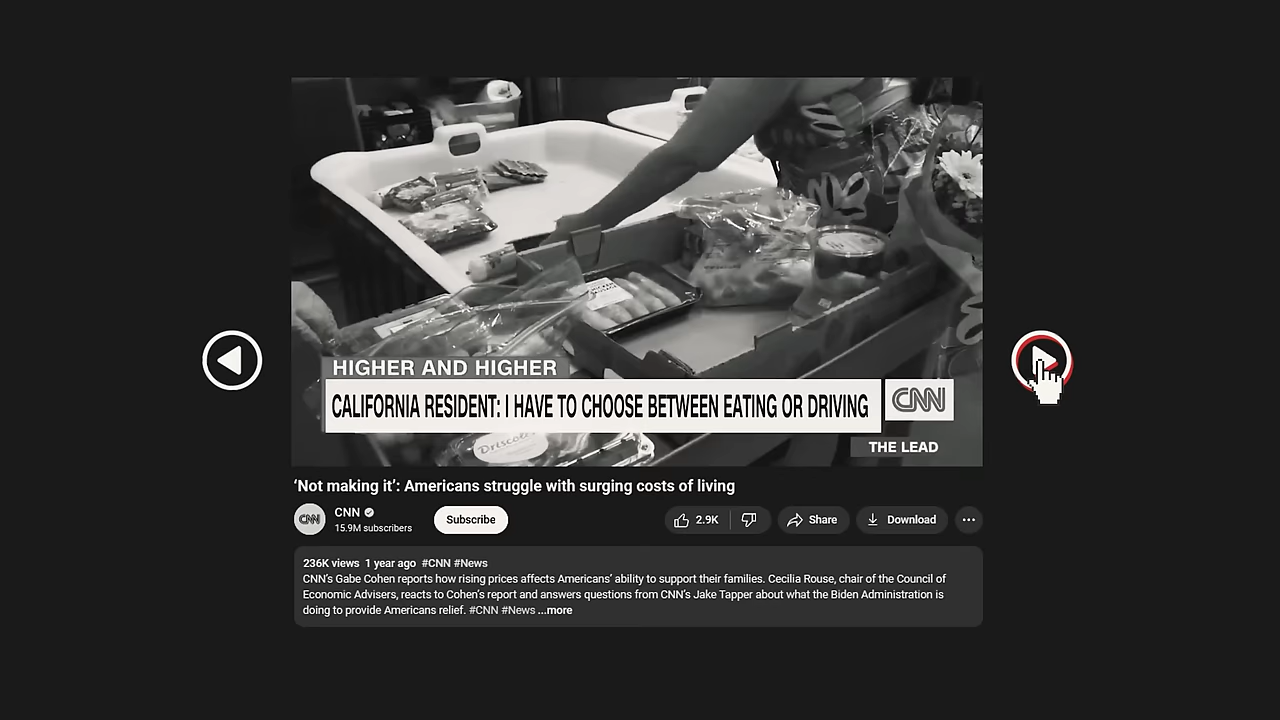 HIGHER AND HIGHER
CALIFORNIA RESIDENT: I HAVE TO CHOOSE BETWEEN EATING OR DRIVING
CNN
THE LEAD
Driscoll's
'Not making it': Americans struggle with surging costs of living
CNN
CNN
15.9M subscribers
Subscribe
2.9K
Share
Download
236K views 1 year ago #CNN #News
CNN's Gabe Cohen reports how rising prices affects Americans' ability to support their families. Cecilia Rouse, chair of the Council of
Economic Advisers, reacts to Cohen's report and answers questions from CNN's Jake Tapper about what the Biden Administration is
doing to provide Americans relief. #CNN #News ...more